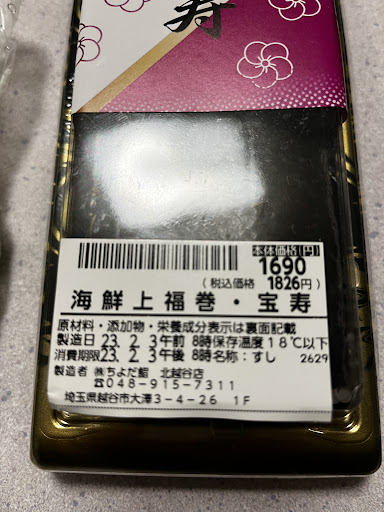 寿
本体価格(円)
1690
(税込価格 1826円)
海鮮上福巻・宝寿
原材料・添加物・栄養成分表示は裏面記載
製造日 23. 2. 3午前 8時保存温度18℃以下
消費期限23. 2. 3午後 8時名称:すし 2629
製造者 ㈱ちよだ鮨 北越谷店
☎048-915-7311
埼玉県越谷市大澤3-4-26 1F